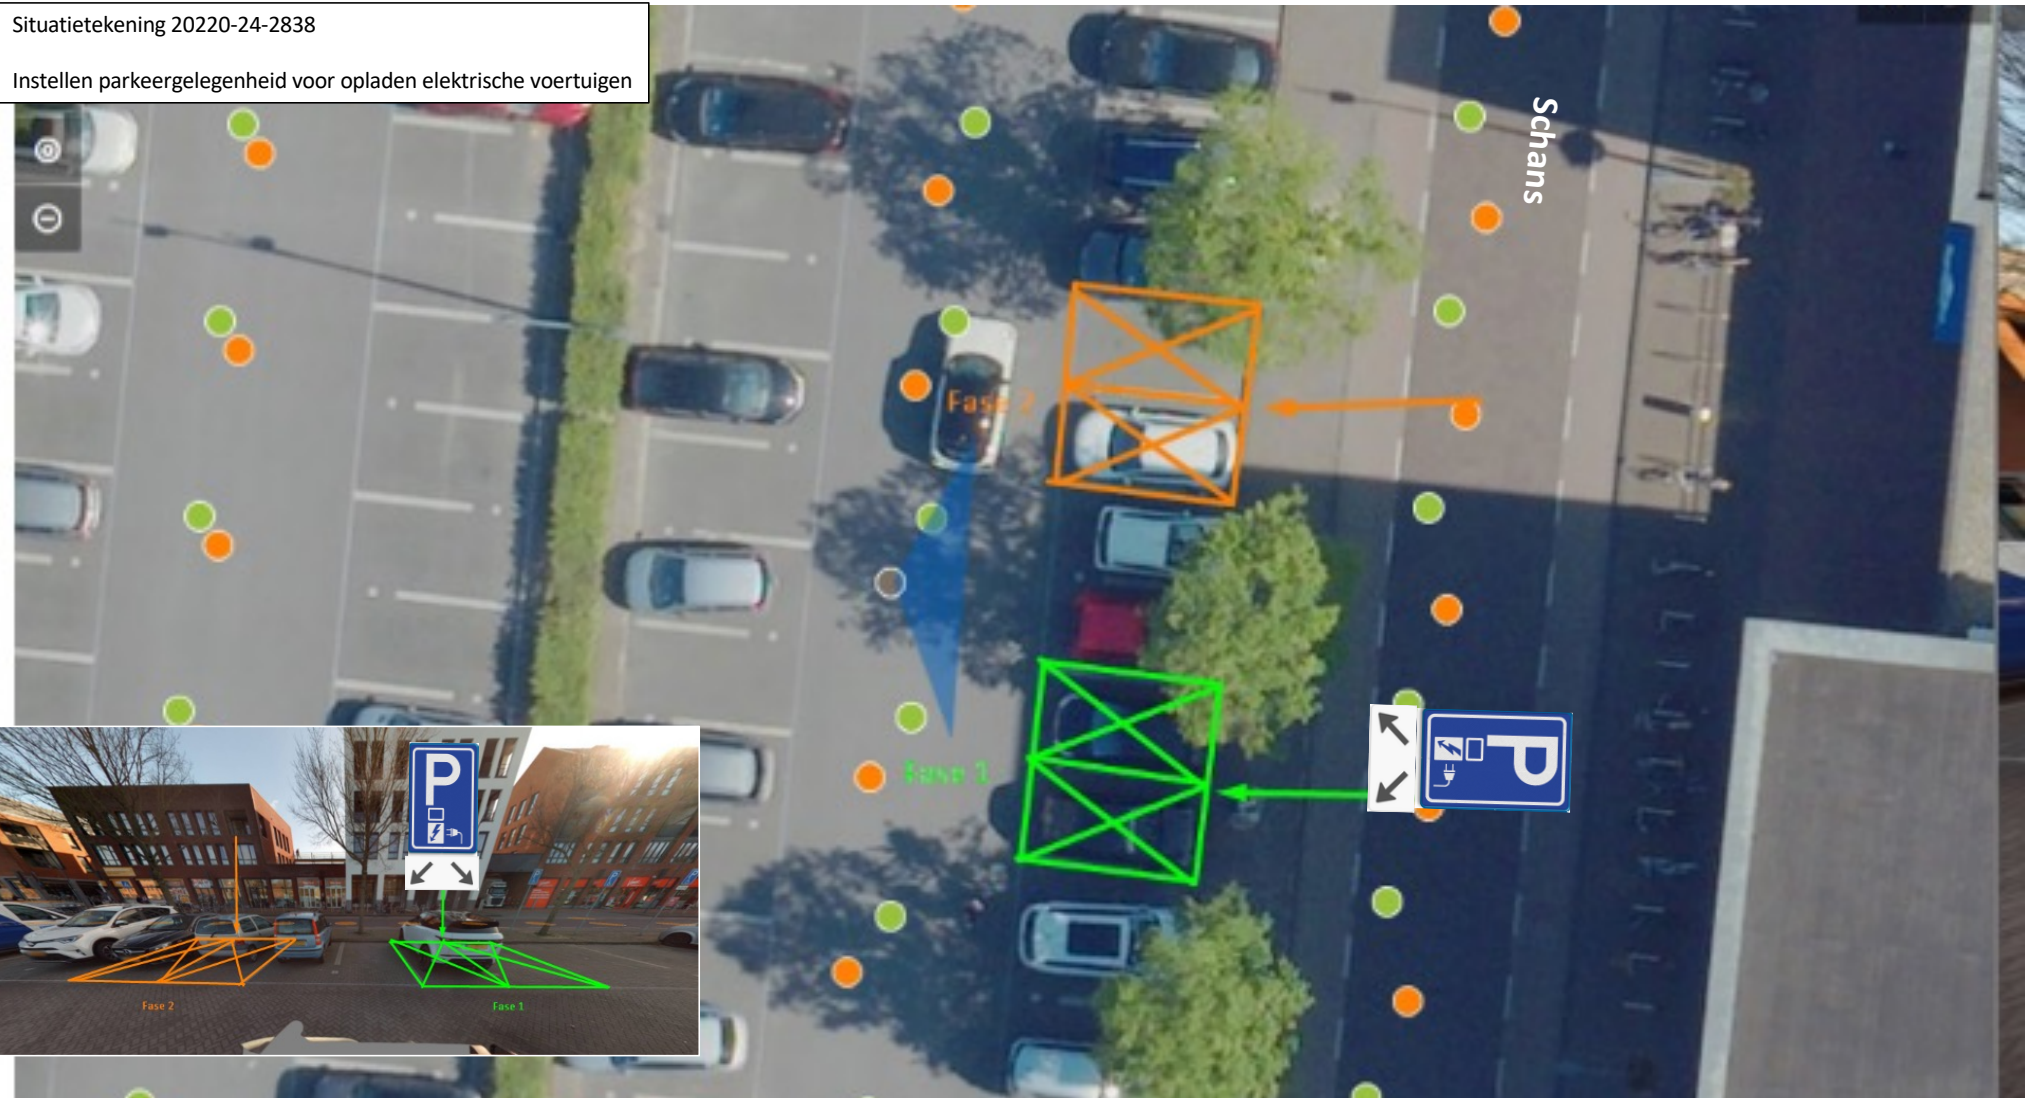 Situatietekening 20220-24-2838
Instellen parkeergelegenheid voor opladen elektrische voertuigen
Schans
Fase 2
Fase 1
P
P
Fase 2
Fase 1